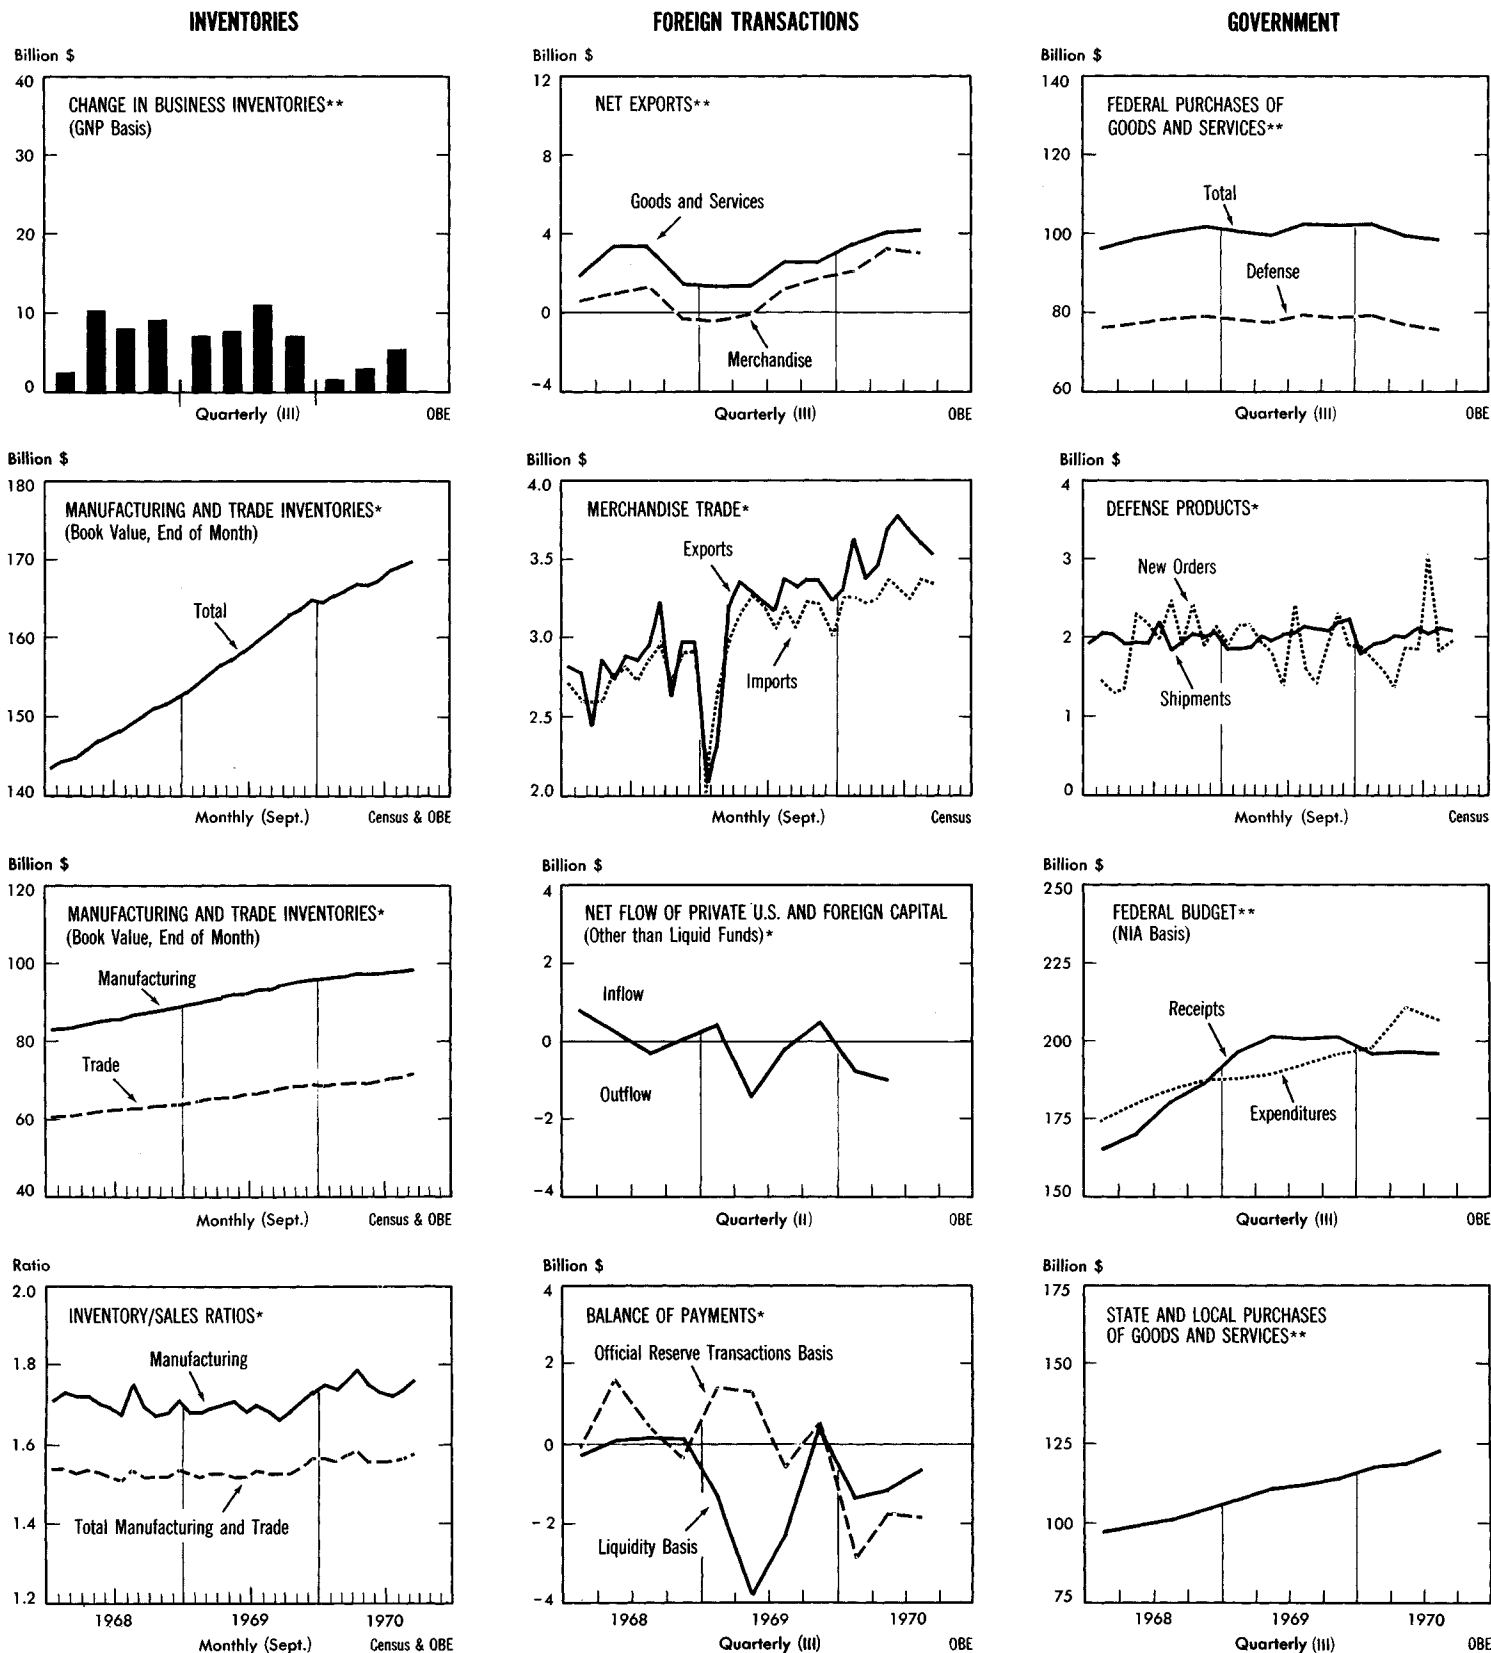 INVENTORIES
Billion $
40
30
20
10
0
CHANGE IN BUSINESS INVENTORIES**
(GNP Basis)
Quarterly (III)
OBE
Billion $
180
170
160
150
140
MANUFACTURING AND TRADE INVENTORIES*
(Book Value, End of Month)
Total
Monthly (Sept.)
Census & OBE
Billion $
120
100
80
60
40
MANUFACTURING AND TRADE INVENTORIES*
(Book Value, End of Month)
Manufacturing
Trade
Monthly (Sept.)
Census & OBE
Ratio
2.0
1.8
1.6
1.4
1.2
INVENTORY/SALES RATIOS*
Manufacturing
Total Manufacturing and Trade
1968 1969 1970
Monthly (Sept.)
Census & OBE
FOREIGN TRANSACTIONS
Billion $
12
8
4
0
-4
NET EXPORTS**
Goods and Services
Merchandise
Quarterly (III)
OBE
Billion $
4.0
3.5
3.0
2.5
2.0
MERCHANDISE TRADE*
Exports
Imports
Monthly (Sept.)
Census
Billion $
4
2
0
-2
-4
NET FLOW OF PRIVATE U.S. AND FOREIGN CAPITAL
(Other than Liquid Funds)*
Inflow
Outflow
Quarterly (II)
OBE
Billion $
4
2
0
-2
-4
BALANCE OF PAYMENTS*
Official Reserve Transactions Basis
Liquidity Basis
1968 1969 1970
Quarterly (III)
OBE
GOVERNMENT
Billion $
140
120
100
80
60
FEDERAL PURCHASES OF
GOODS AND SERVICES**
Total
Defense
Quarterly (III)
OBE
Billion $
4
3
2
1
0
DEFENSE PRODUCTS*
New Orders
Shipments
Monthly (Sept.)
Census
Billion $
250
225
200
175
150
FEDERAL BUDGET**
(NIA Basis)
Receipts
Expenditures
Quarterly (III)
OBE
Billion $
175
150
125
100
75
STATE AND LOCAL PURCHASES
OF GOODS AND SERVICES**
1968 1969 1970
Quarterly (III)
OBE